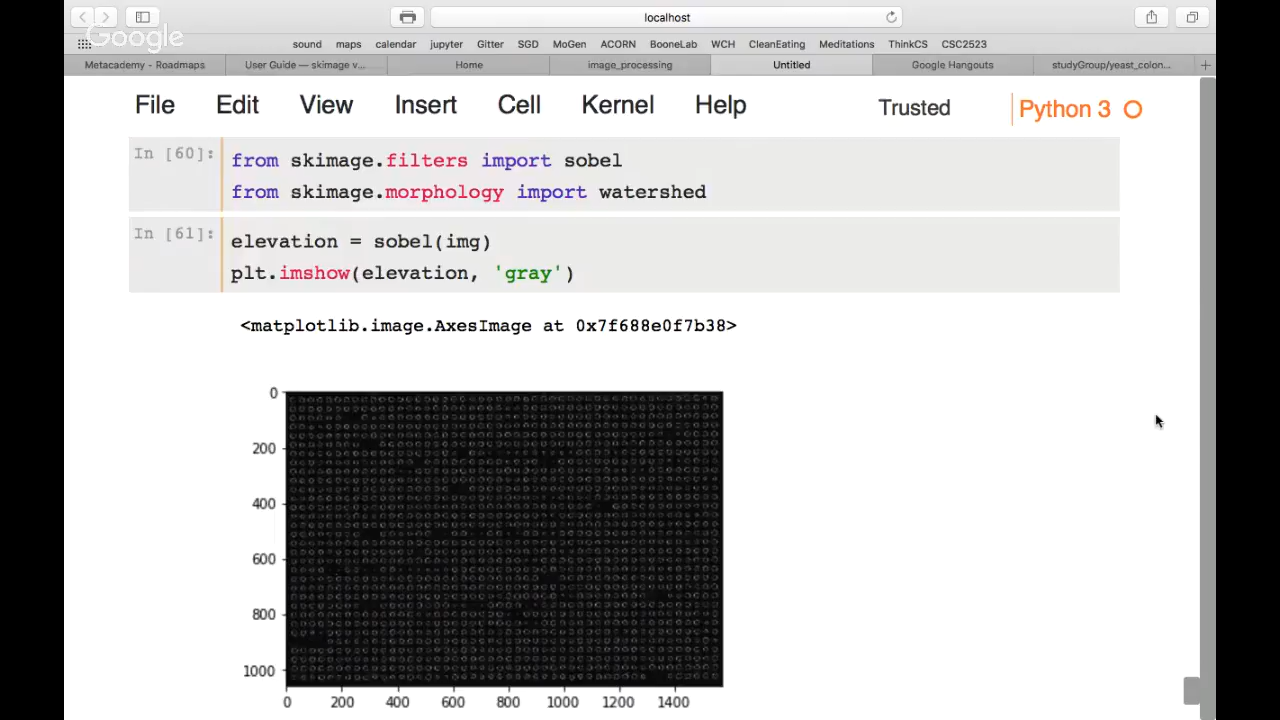 localhost
Google
sound maps calendar jupyter Gitter SGD MoGen ACORN BooneLab WCH CleanEating Meditations ThinkCS CSC2523
Metacademy - Roadmaps User Guide — skimage v... Home image_processing Untitled Google Hangouts studyGroup/yeast_colon... +
File Edit View Insert Cell Kernel Help Trusted Python 3
In [60]: from skimage.filters import sobel
from skimage.morphology import watershed
In [61]: elevation = sobel(img)
plt.imshow(elevation, 'gray')
<matplotlib.image.AxesImage at 0x7f688e0f7b38>
0
200
400
600
800
1000
0 200 400 600 800 1000 1200 1400